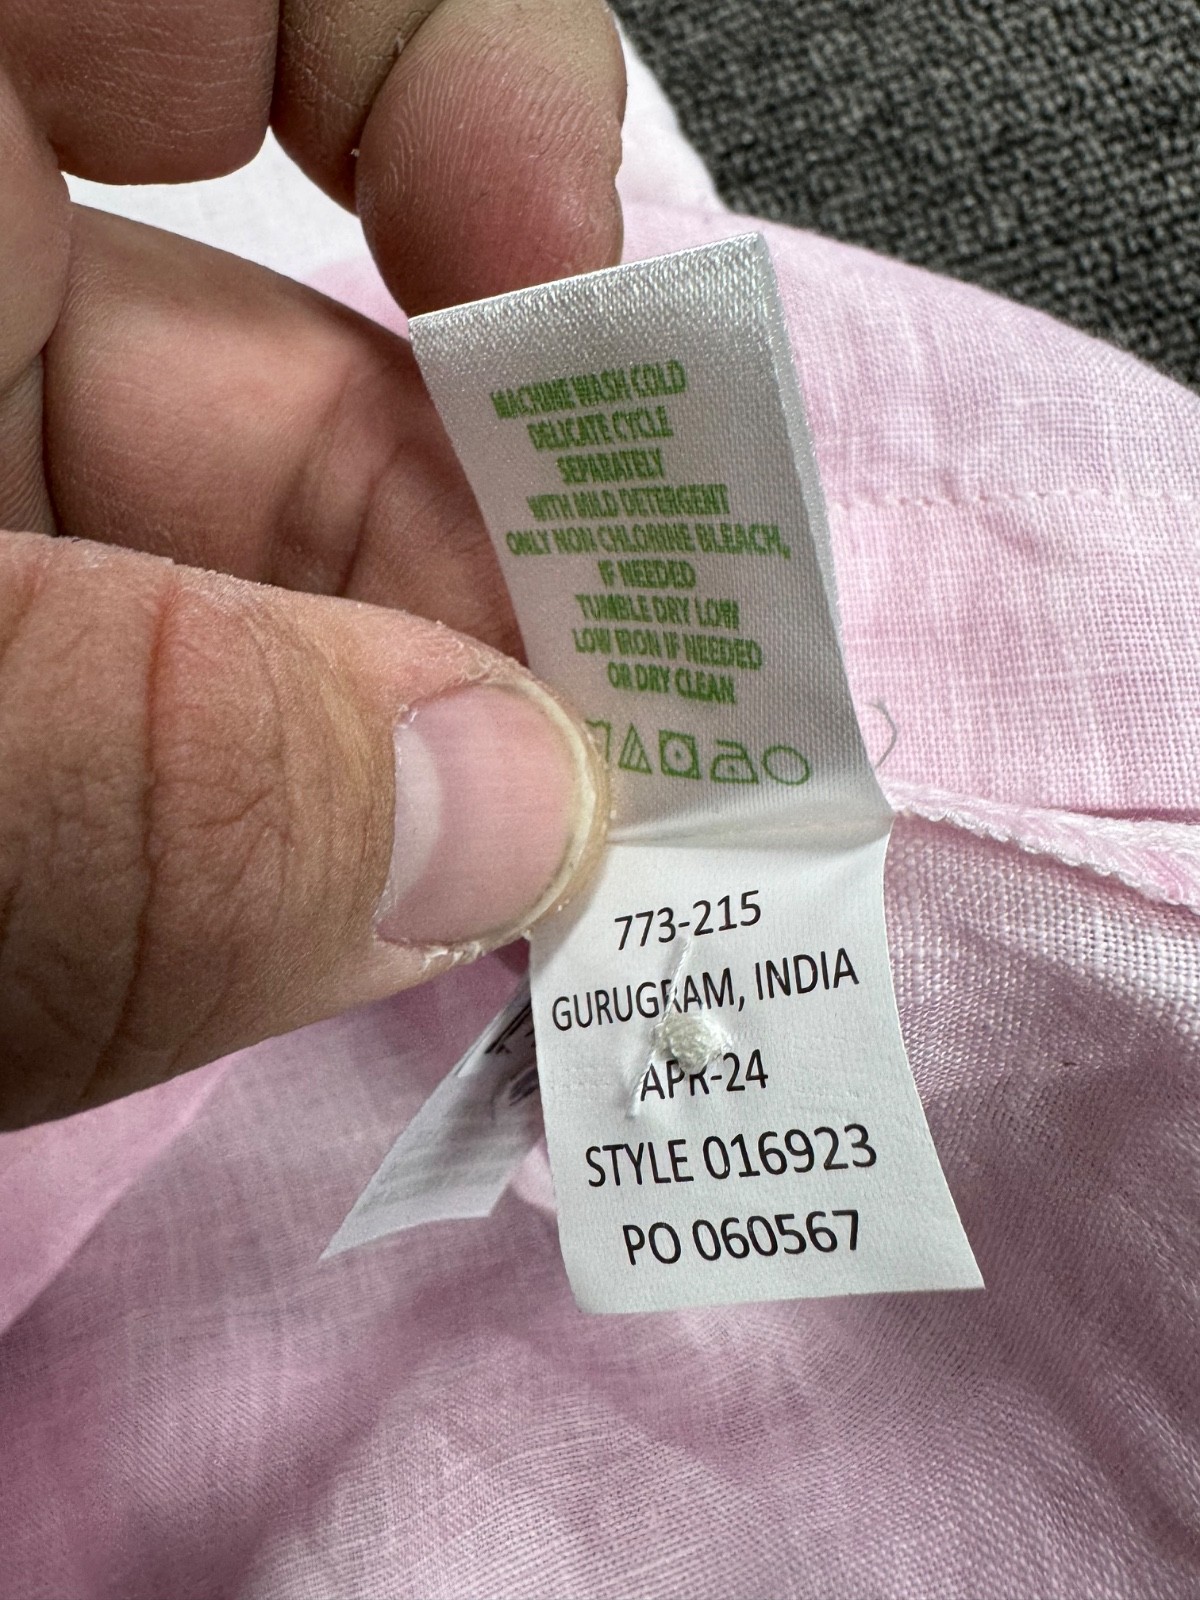 MACHINE WASH COLD
DELICATE CYCLE
SEPARATELY
WITH MILD DETERGENT
ONLY NON CHLORINE BLEACH,
IF NEEDED
TUMBLE DRY LOW
LOW IRON IF NEEDED
OR DRY CLEAN
773-215
GURUGRAM, INDIA
APR-24
STYLE 016923
PO 060567